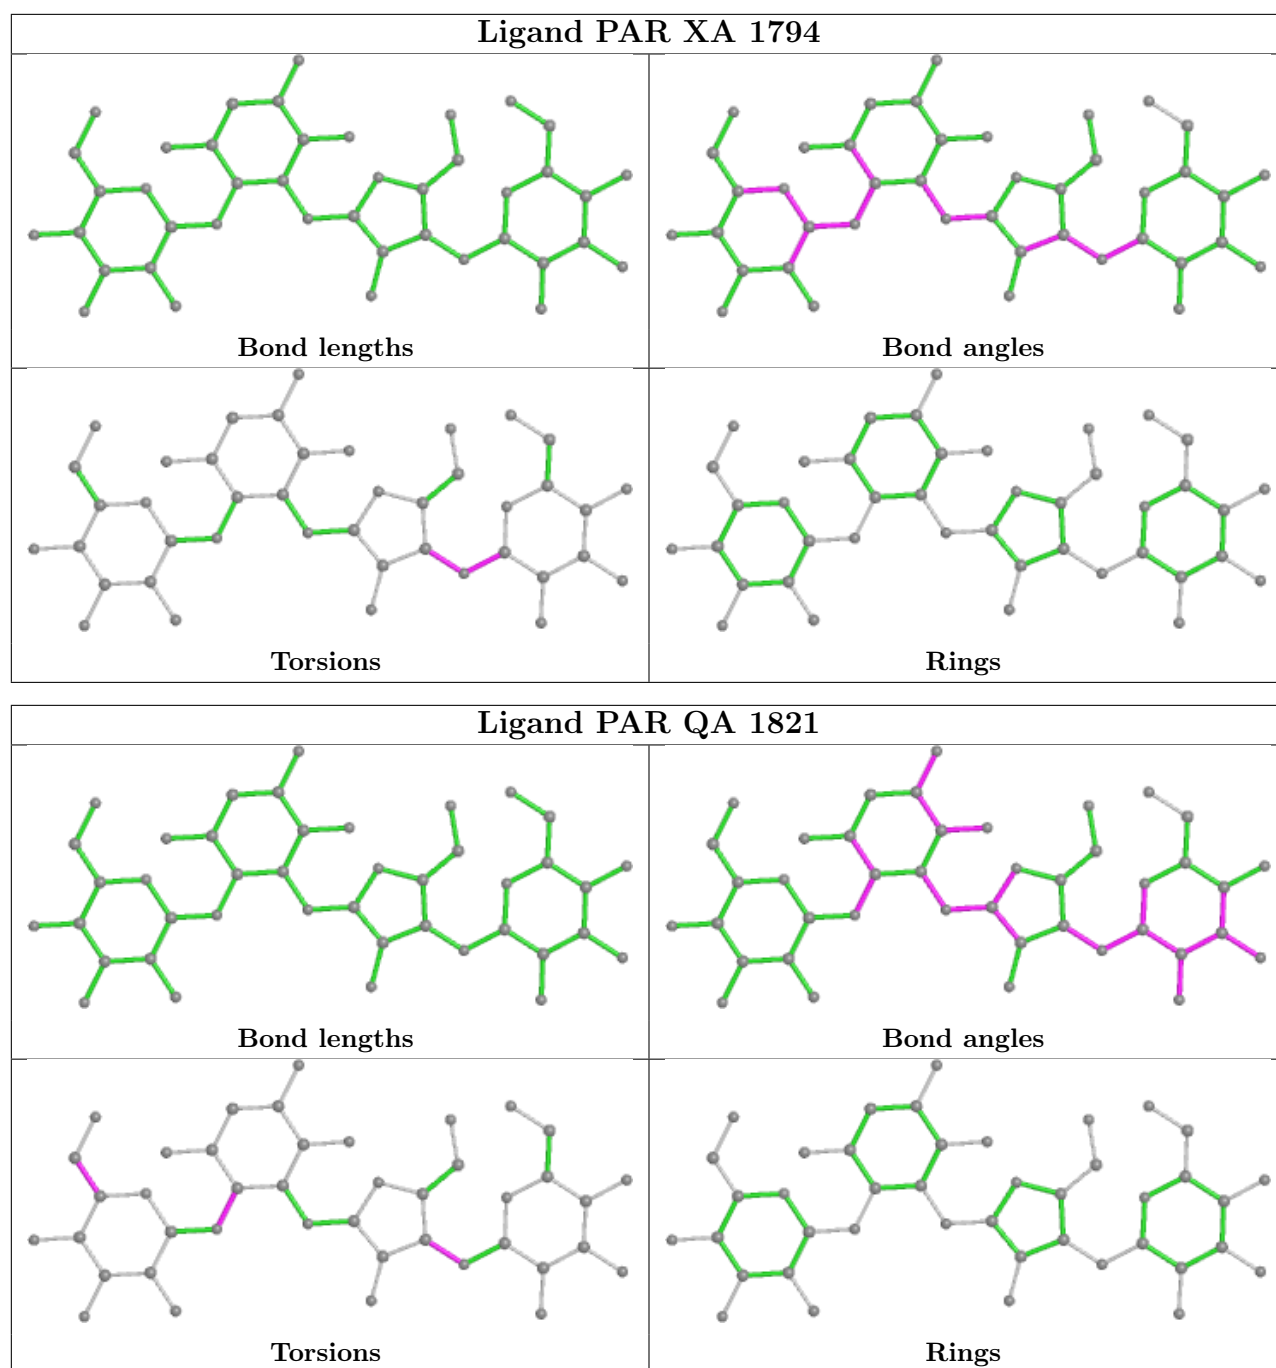 Ligand PAR XA 1794
Bond lengths
Bond angles
Torsions
Rings
Ligand PAR QA 1821
Bond lengths
Bond angles
Torsions
Rings